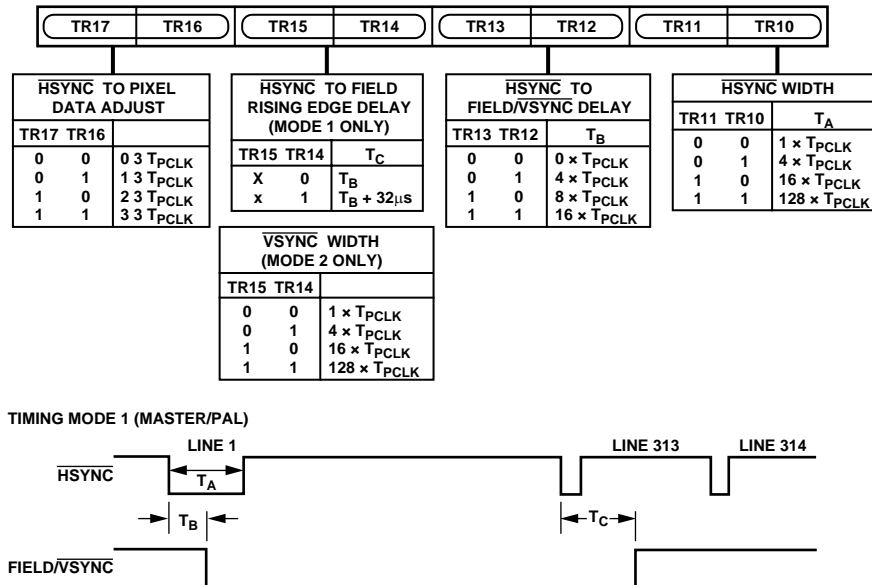 TR17 TR16 TR15 TR14 TR13 TR12 TR11 TR10
HSYNC TO PIXEL
DATA ADJUST
TR17 TR16
0 0 0 3 TPCLK
0 1 1 3 TPCLK
1 0 2 3 TPCLK
1 1 3 3 TPCLK
HSYNC TO FIELD
RISING EDGE DELAY
(MODE 1 ONLY)
TR15 TR14 TC
X 0 TB
x 1 TB + 32μs
VSYNC WIDTH
(MODE 2 ONLY)
TR15 TR14
0 0 1 × TPCLK
0 1 4 × TPCLK
1 0 16 × TPCLK
1 1 128 × TPCLK
HSYNC TO
FIELD/VSYNC DELAY
TR13 TR12 TB
0 0 0 × TPCLK
0 1 4 × TPCLK
1 0 8 × TPCLK
1 1 16 × TPCLK
HSYNC WIDTH
TR11 TR10 TA
0 0 1 × TPCLK
0 1 4 × TPCLK
1 0 16 × TPCLK
1 1 128 × TPCLK
TIMING MODE 1 (MASTER/PAL)
LINE 1 LINE 313 LINE 314
HSYNC
TA
TB TC
FIELD/VSYNC